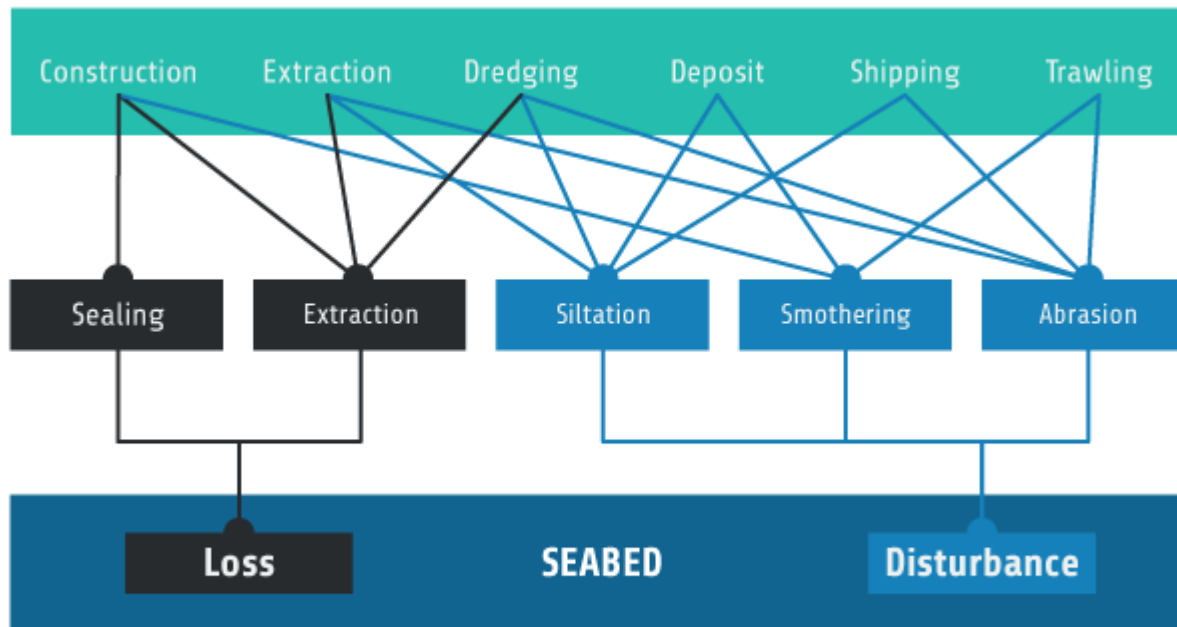 Construction Extraction Dredging Deposit Shipping Trawling
Sealing Extraction Siltation Smothering Abrasion
Loss SEABED Disturbance